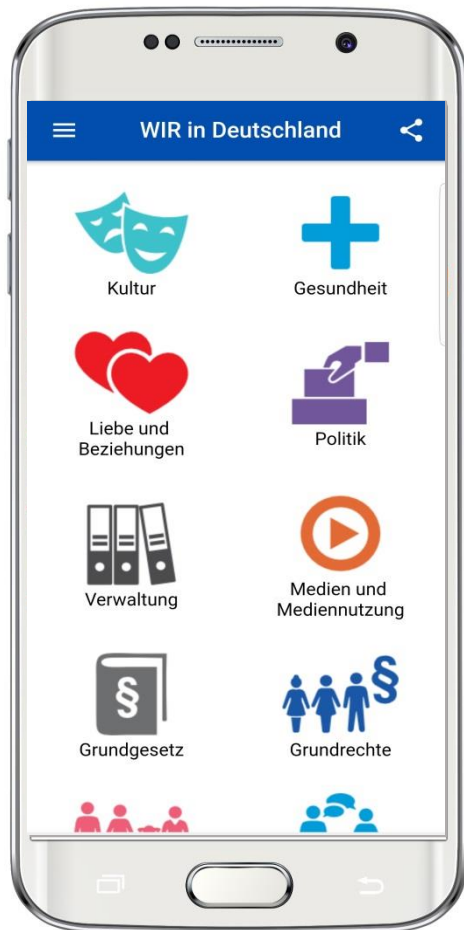 WIR in Deutschland
Kultur
Gesundheit
Liebe und
Beziehungen
Politik
Verwaltung
Medien und
Mediennutzung
§
§
Grundgesetz
Grundrechte